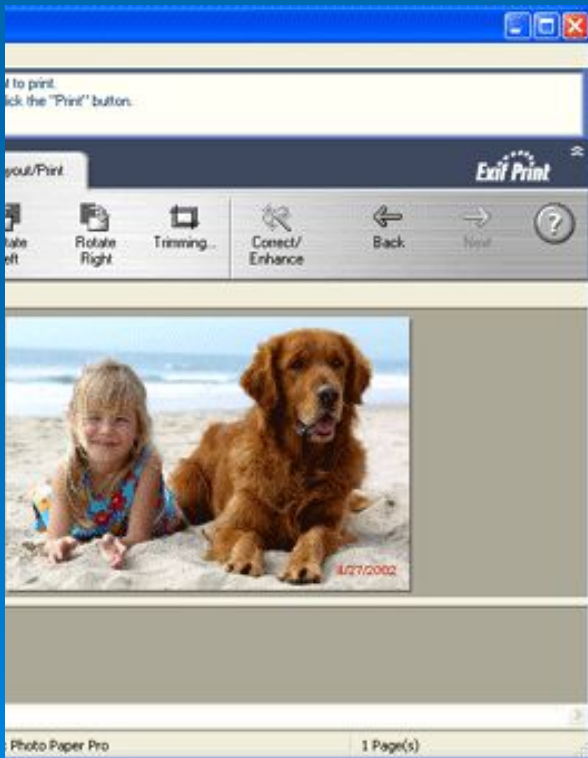 t to print.
ick the "Print" button.
yout/Print
Exif Print
tate
eft
Rotate
Right
Trimming...
Correct/
Enhance
Back
Next
?
8/27/2002
: Photo Paper Pro
1 Page(s)